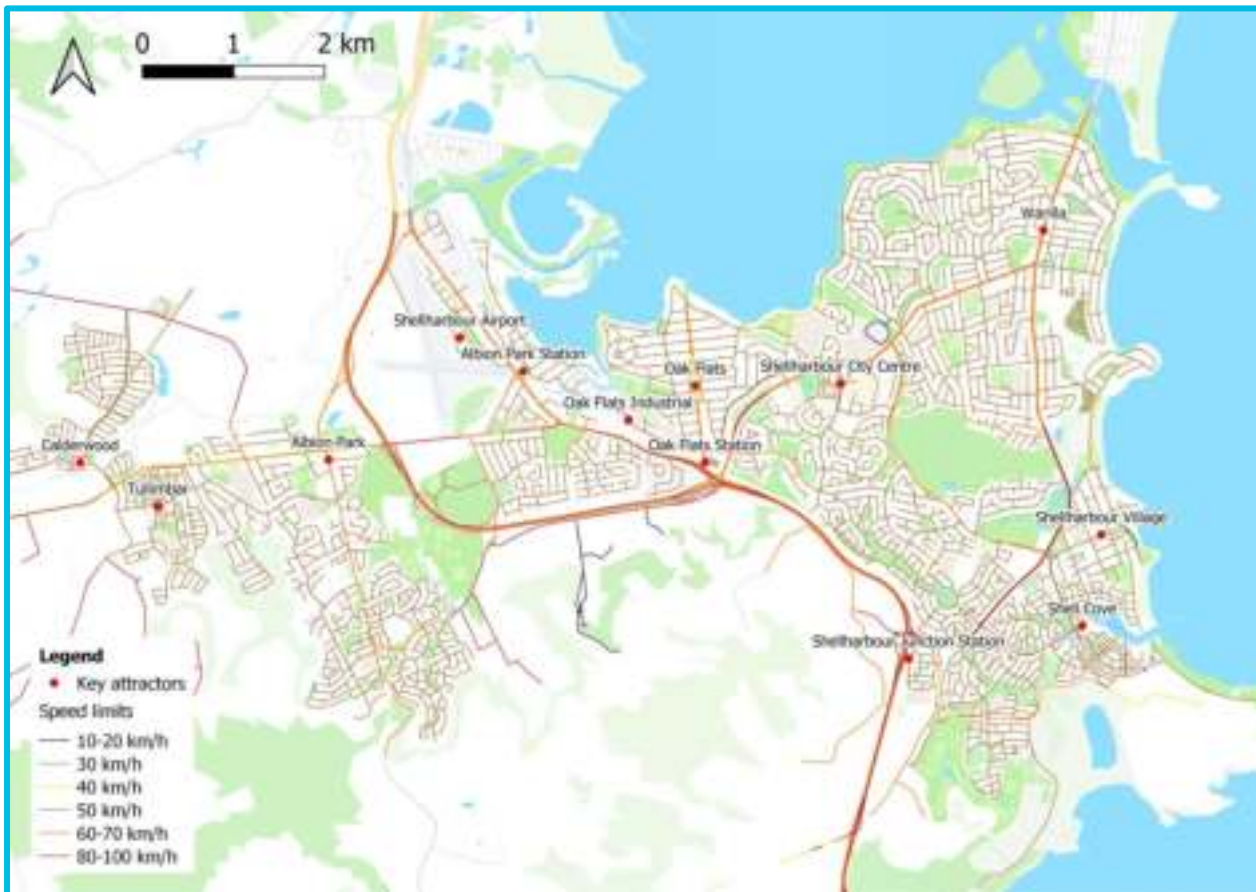 0 1 2 km
Warilla
Shellharbour Airport
Albion Park Station
Oak Flats
Shellharbour City Centre
Oak Flats Industrial
Albion Park
Oak Flats Station
Calderwood
Tullimbar
Shellharbour Village
Shell Cove
Shellharbour Junction Station
Legend
Key attractors
Speed limits
10-20 km/h
30 km/h
40 km/h
50 km/h
60-70 km/h
80-100 km/h